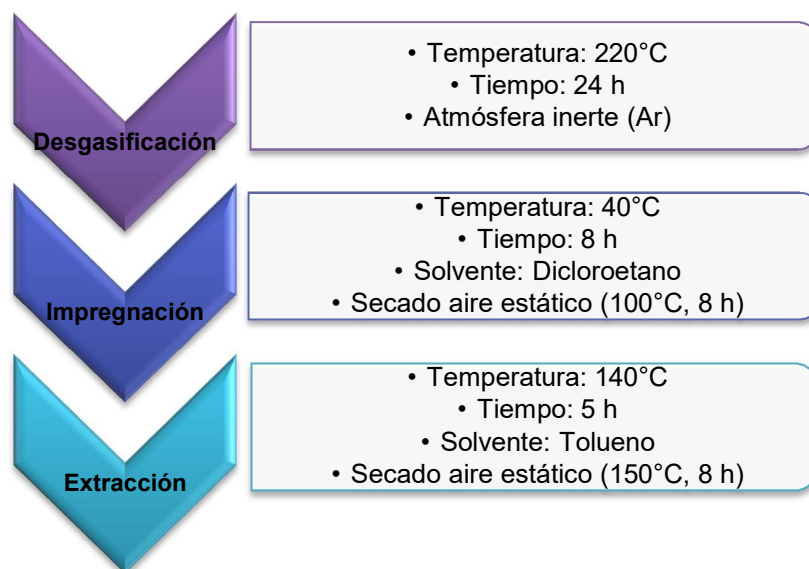 Desgasificación
• Temperatura: 220°C
• Tiempo: 24 h
• Atmósfera inerte (Ar)
Impregnación
• Temperatura: 40°C
• Tiempo: 8 h
• Solvente: Dicloroetano
• Secado aire estático (100°C, 8 h)
Extracción
• Temperatura: 140°C
• Tiempo: 5 h
• Solvente: Tolueno
• Secado aire estático (150°C, 8 h)